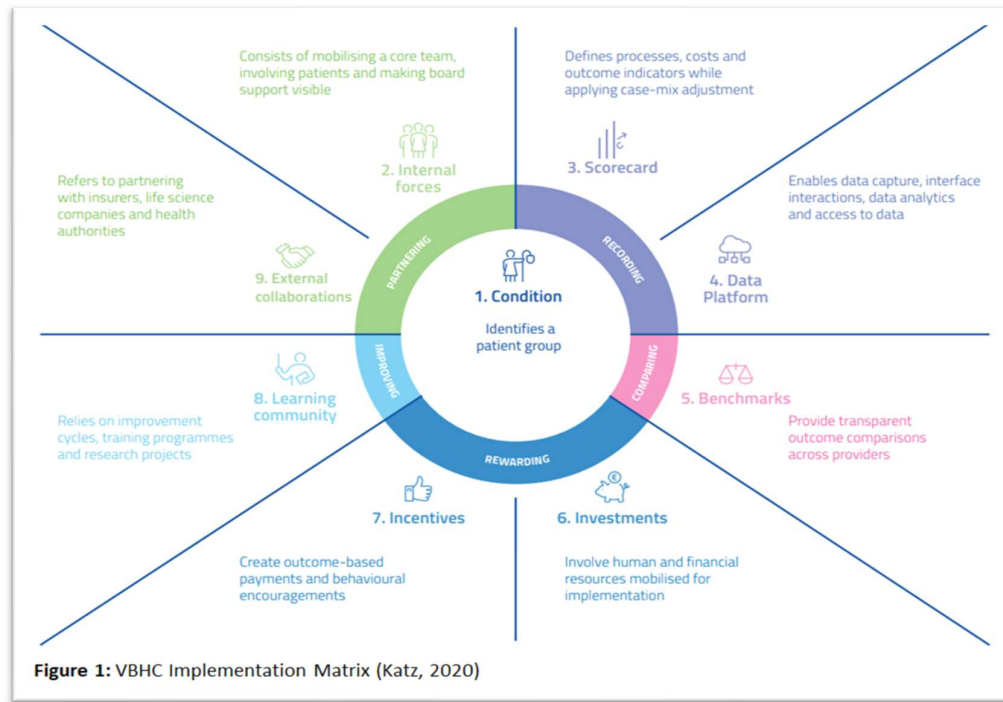 Consists of mobilising a core team,
involving patients and making board
support visible
2. Internal
forces
Defines processes, costs and
outcome indicators while
applying case-mix adjustment
3. Scorecard
Enables data capture, interface
interactions, data analytics
and access to data
4. Data
Platform
Refers to partnering
with insurers, life science
companies and health
authorities
9. External
collaborations
PARTNERING
RECORDING
1. Condition
Identifies a
patient group
IMPROVING
COMPARING
REWARDING
8. Learning
community
Relies on improvement
cycles, training programmes
and research projects
5. Benchmarks
Provide transparent
outcome comparisons
across providers
7. Incentives
Create outcome-based
payments and behavioural
encouragements
6. Investments
Involve human and financial
resources mobilised for
implementation
Figure 1: VBHC Implementation Matrix (Katz, 2020)